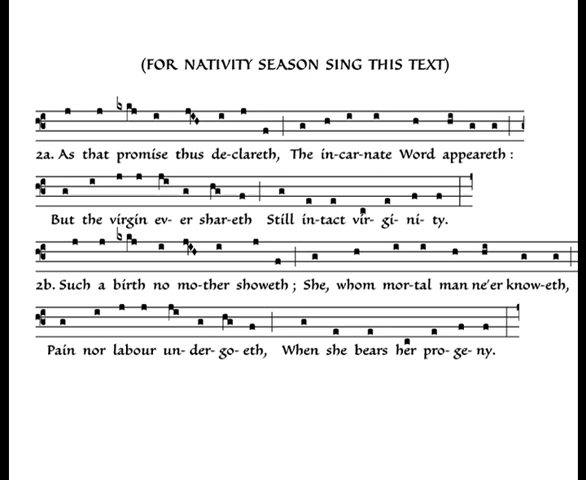 (FOR NATIVITY SEASON SING THIS TEXT)
2a. As that promise thus de-clareth, The in-car-nate Word appeareth :
But the virgin ev- er shar-eth Still in-tact vir- gi- ni- ty.
2b. Such a birth no mo-ther showeth ; She, whom mor-tal man ne'er know-eth,
Pain nor labour un- der- go- eth, When she bears her pro- ge- ny.